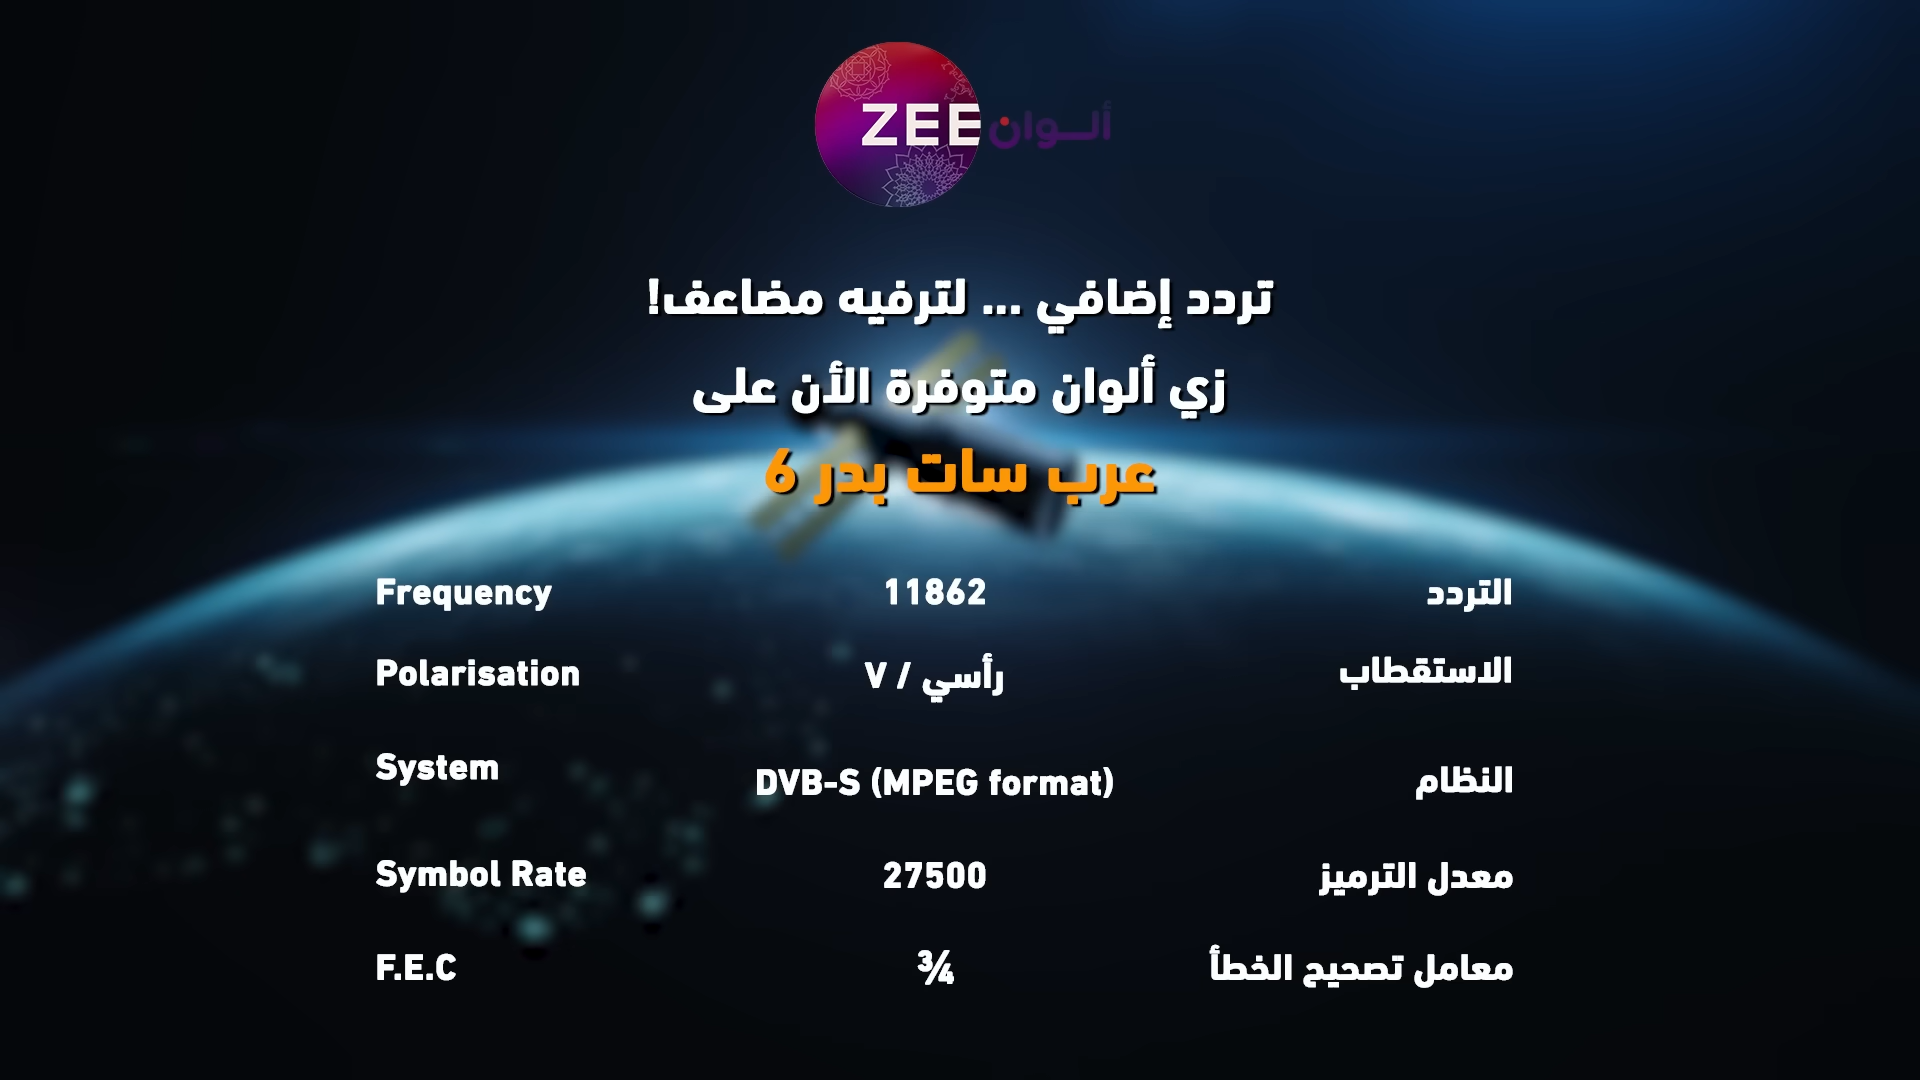 ZEE ألوان
تردد إضافي ... لترفيه مضاعف!
زي ألوان متوفرة الأن على
عرب سات بدر 6
Frequency 11862 التردد
Polarisation رأسي / V الاستقطاب
System DVB-S (MPEG format) النظام
Symbol Rate 27500 معدل الترميز
F.E.C ¾ معامل تصحيح الخطأ